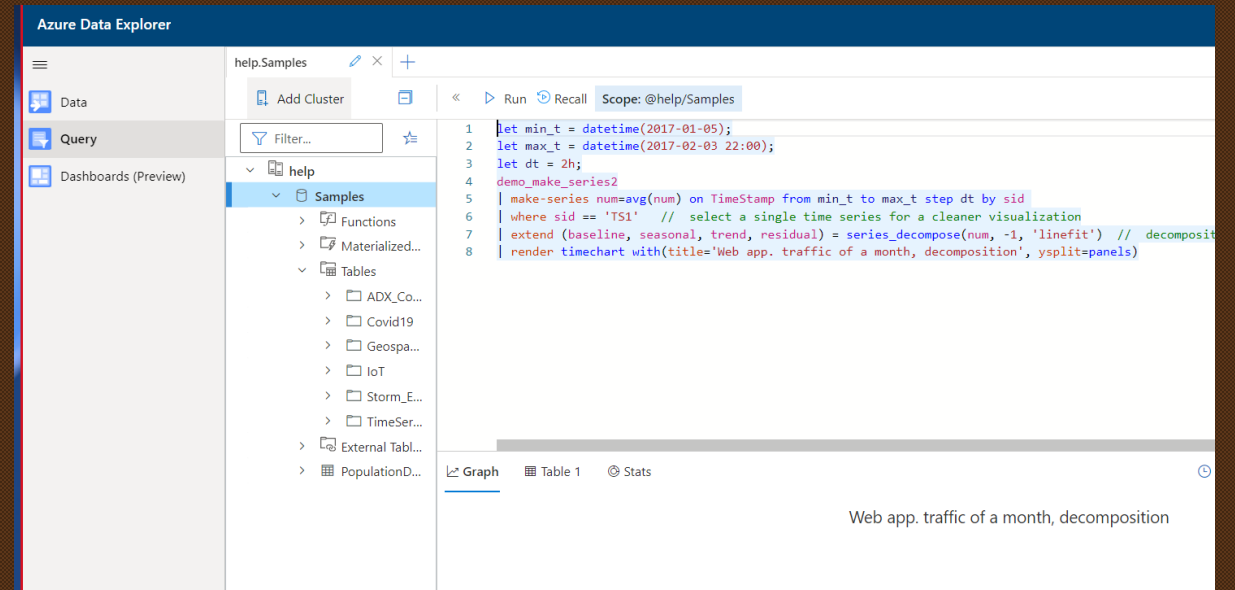 Azure Data Explorer
help.Samples
Data
Query
Dashboards (Preview)
Add Cluster
Filter...
help
Samples
Functions
Materialized...
Tables
ADX_Co...
Covid19
Geospa...
IoT
Storm_E...
TimeSer...
External Tabl...
PopulationD...
Run Recall Scope: @help/Samples
1 let min_t = datetime(2017-01-05);
2 let max_t = datetime(2017-02-03 22:00);
3 let dt = 2h;
4 demo_make_series2
5 | make-series num=avg(num) on TimeStamp from min_t to max_t step dt by sid
6 | where sid == 'TS1'   //  select a single time series for a cleaner visualization
7 | extend (baseline, seasonal, trend, residual) = series_decompose(num, -1, 'linefit')  //  decomposit
8 | render timechart with(title='Web app. traffic of a month, decomposition', ysplit=panels)
Graph Table 1 Stats
Web app. traffic of a month, decomposition